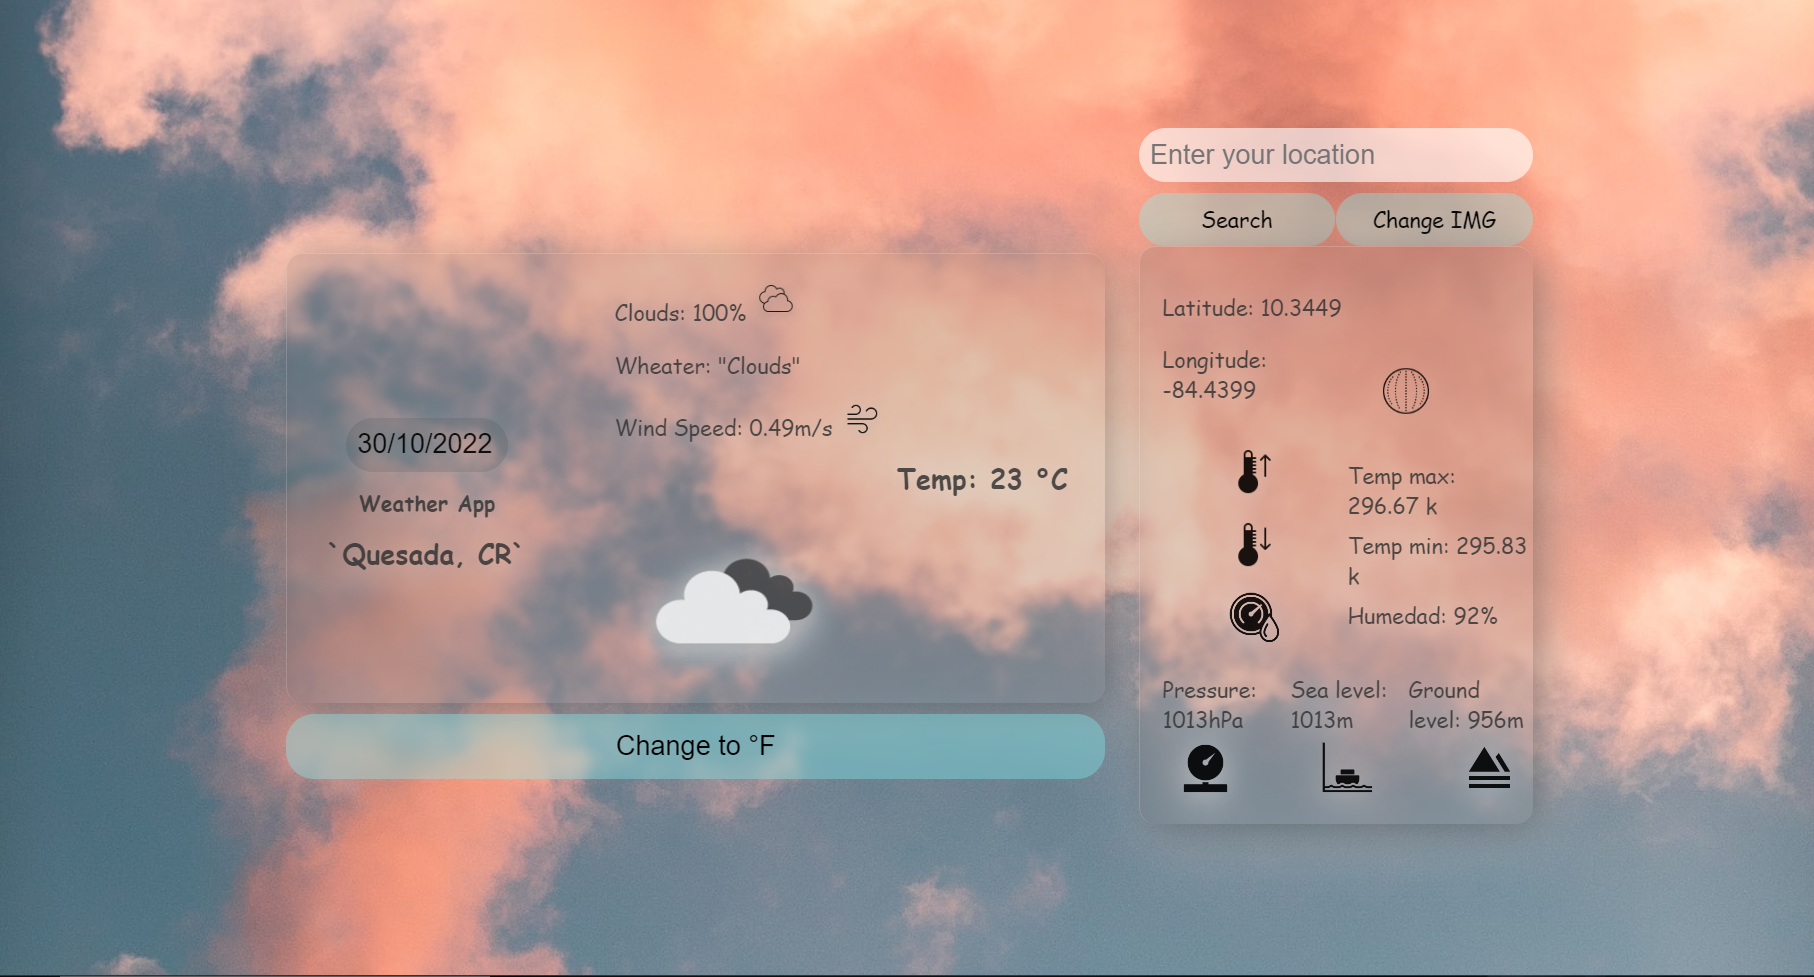 Enter your location
Search
Change IMG
Clouds: 100%
Wheater: "Clouds"
Wind Speed: 0.49m/s
30/10/2022
Weather App
`Quesada, CR`
Temp: 23 °C
Change to °F
Latitude: 10.3449
Longitude:
-84.4399
Temp max:
296.67 k
Temp min: 295.83
k
Humedad: 92%
Pressure:
1013hPa
Sea level:
1013m
Ground
level: 956m